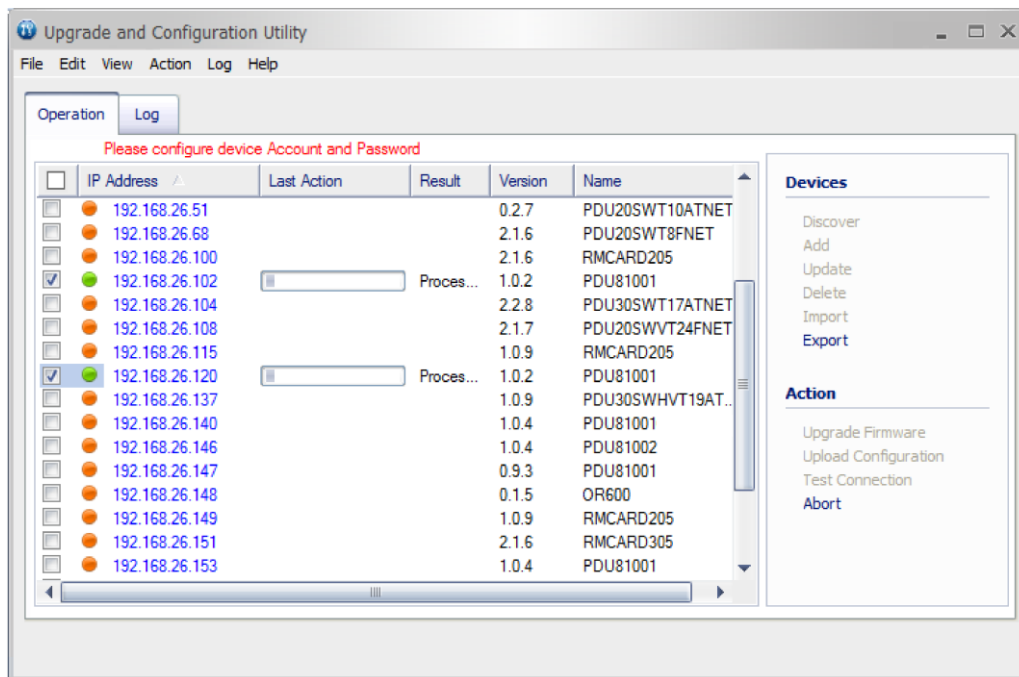 Upgrade and Configuration Utility
File Edit View Action Log Help
Operation Log
Please configure device Account and Password
IP Address Last Action Result Version Name
192.168.26.51 0.2.7 PDU20SWT10ATNET
192.168.26.68 2.1.6 PDU20SWT8FNET
192.168.26.100 2.1.6 RMCARD205
192.168.26.102 Proces... 1.0.2 PDU81001
192.168.26.104 2.2.8 PDU30SWT17ATNET
192.168.26.108 2.1.7 PDU20SWVT24FNET
192.168.26.115 1.0.9 RMCARD205
192.168.26.120 Proces... 1.0.2 PDU81001
192.168.26.137 1.0.9 PDU30SWHVT19AT...
192.168.26.140 1.0.4 PDU81001
192.168.26.146 1.0.4 PDU81002
192.168.26.147 0.9.3 PDU81001
192.168.26.148 0.1.5 OR600
192.168.26.149 1.0.9 RMCARD205
192.168.26.151 2.1.6 RMCARD305
192.168.26.153 1.0.4 PDU81001
Devices
Discover
Add
Update
Delete
Import
Export
Action
Upgrade Firmware
Upload Configuration
Test Connection
Abort